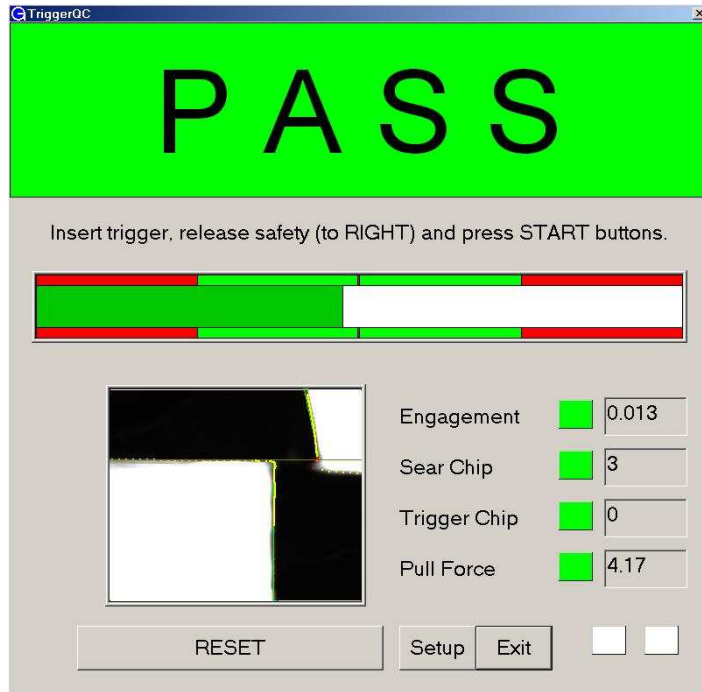 TriggerQC
PASS
Insert trigger, release safety (to RIGHT) and press START buttons.
Engagement 0.013
Sear Chip 3
Trigger Chip 0
Pull Force 4.17
RESET Setup Exit